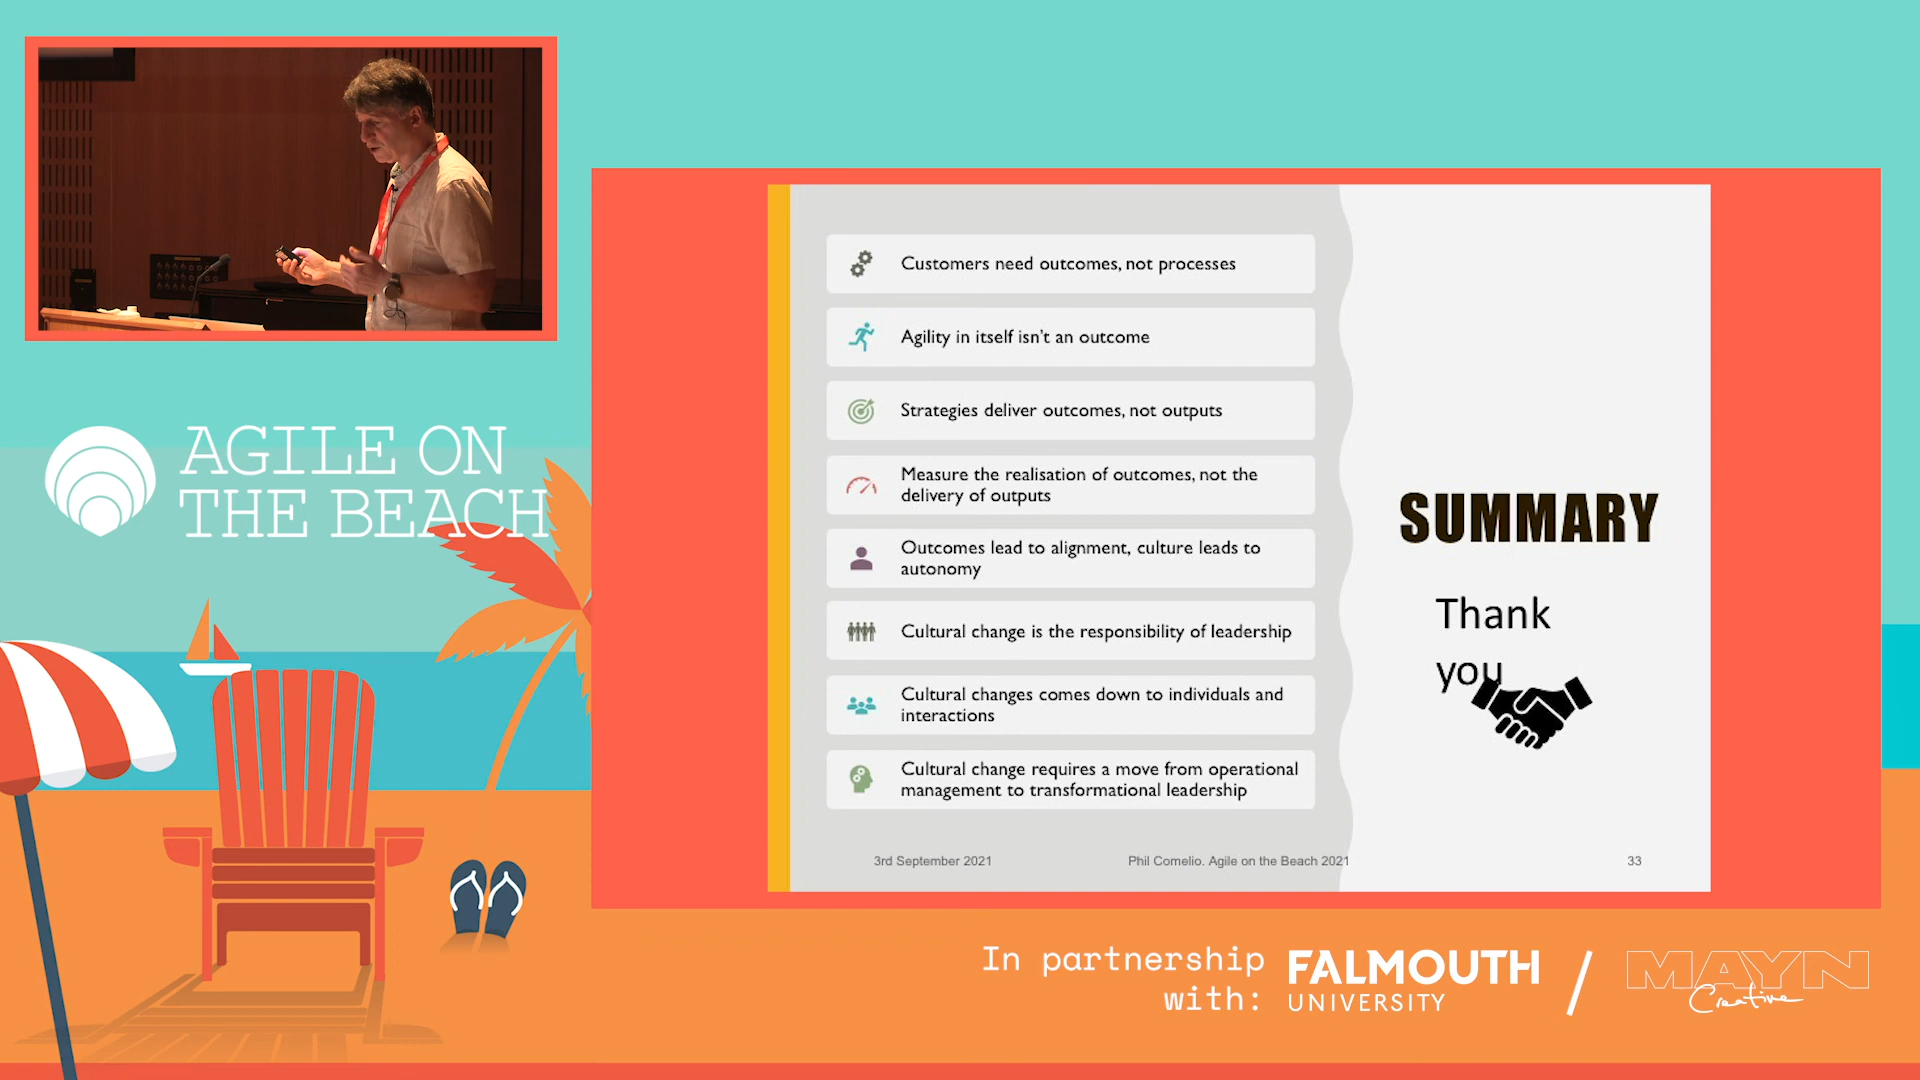 AGILE ON
THE BEACH
Customers need outcomes, not processes
Agility in itself isn't an outcome
Strategies deliver outcomes, not outputs
Measure the realisation of outcomes, not the
delivery of outputs
Outcomes lead to alignment, culture leads to
autonomy
Cultural change is the responsibility of leadership
Cultural changes comes down to individuals and
interactions
Cultural change requires a move from operational
management to transformational leadership
SUMMARY
Thank
you
3rd September 2021
Phil Comelio. Agile on the Beach 2021
33
In partnership
with:
FALMOUTH
UNIVERSITY
/
MAYN
Creative